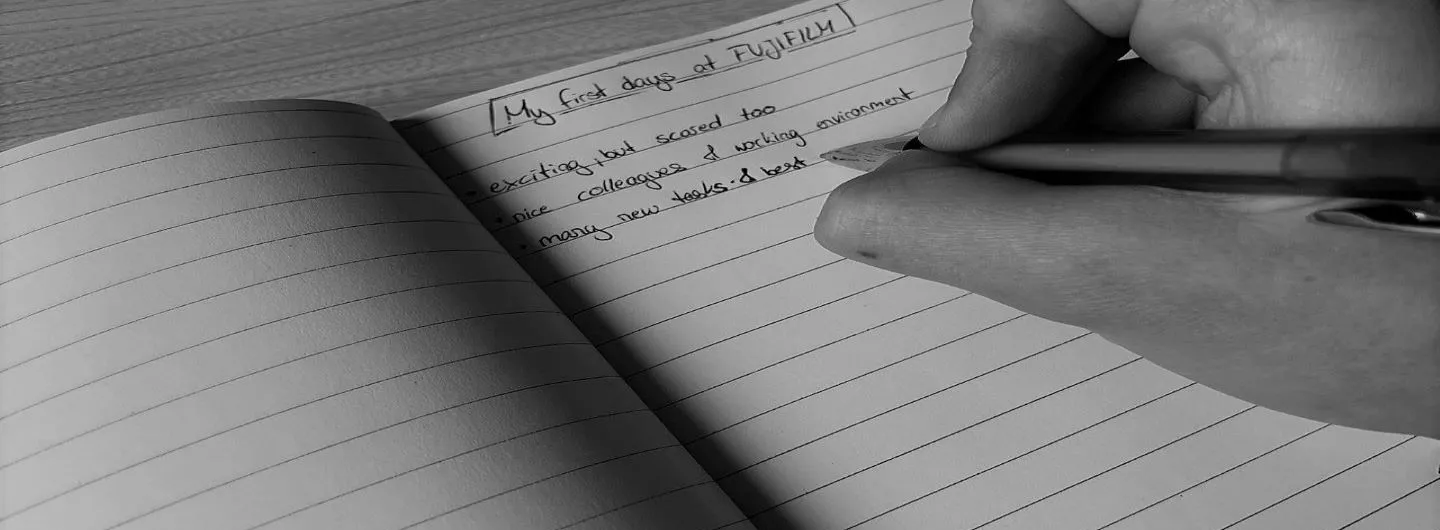 My first days at FUJIFILM
• exciting, but scared too
• nice colleagues & working environment
• many new tasks & best